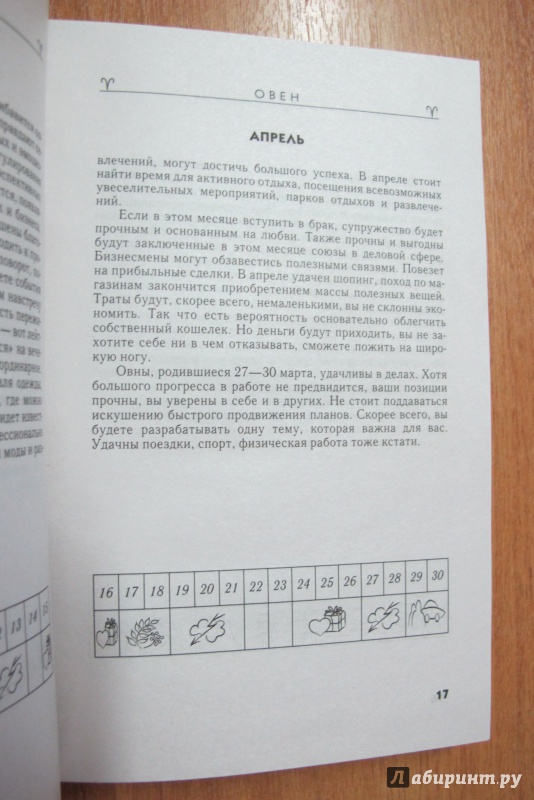 ОВЕН
АПРЕЛЬ
влечений, могут достичь большого успеха. В апреле стоит
найти время для активного отдыха, посещения всевозможных
увеселительных мероприятий, парков отдыхов и развлече-
ний.
Если в этом месяце вступить в брак, супружество будет
прочным и основанным на любви. Также прочны и выгодны
будут заключенные в этом месяце союзы в деловой сфере.
Бизнесмены могут обзавестись полезными связями. Повезет
на прибыльные сделки. В апреле удачен шопинг, поход по ма-
газинам закончится приобретением массы полезных вещей.
Траты будут, скорее всего, немаленькими, вы не склонны эко-
номить. Так что есть вероятность основательно облегчить
собственный кошелек. Но деньги будут приходить, вы не за-
хотите себе ни в чем отказывать, сможете пожить на широ-
кую ногу.
Овны, родившиеся 27—30 марта, удачливы в делах. Хотя
большого прогресса в работе не предвидится, ваши позиции
прочны, вы уверены в себе и в других. Не стоит поддаваться
искушению быстрого продвижения планов. Скорее всего, вы
будете разрабатывать одну тему, которая важна для вас.
Удачны поездки, спорт, физическая работа тоже кстати.
16 17 18 19 20 21 22 23 24 25 26 27 28 29 30
17
Лабиринт.ру